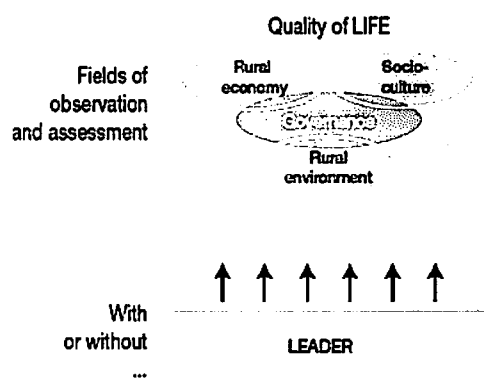 Quality of LIFE
Fields of
observation
and assessment
Rural
economy
Socio-
culture
Governance
Rural
environment
With
or without
...
LEADER